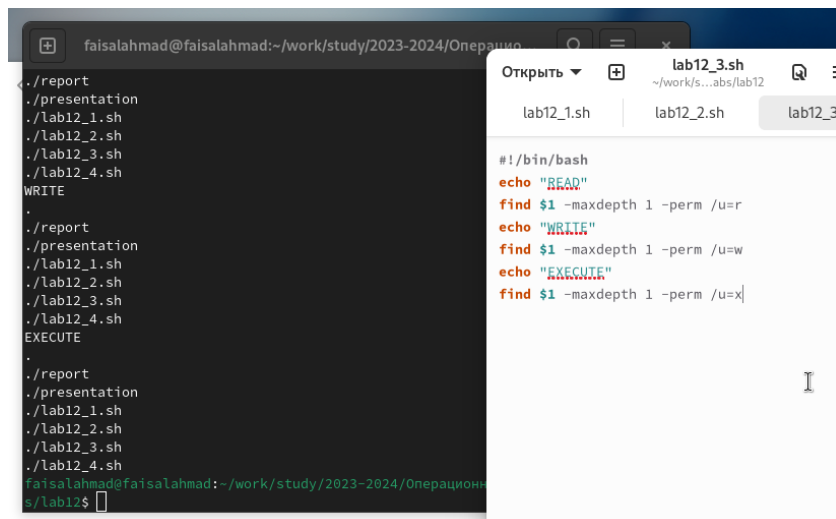 faisalahmad@faisalahmad:~/work/study/2023-2024/Операцио...
./report
./presentation
./lab12_1.sh
./lab12_2.sh
./lab12_3.sh
./lab12_4.sh
WRITE
.
./report
./presentation
./lab12_1.sh
./lab12_2.sh
./lab12_3.sh
./lab12_4.sh
EXECUTE
.
./report
./presentation
./lab12_1.sh
./lab12_2.sh
./lab12_3.sh
./lab12_4.sh
faisalahmad@faisalahmad:~/work/study/2023-2024/Операционн
s/lab12$
Открыть
lab12_3.sh
~/work/s...abs/lab12
lab12_1.sh
lab12_2.sh
lab12_3
#!/bin/bash
echo "READ"
find $1 -maxdepth 1 -perm /u=r
echo "WRITE"
find $1 -maxdepth 1 -perm /u=w
echo "EXECUTE"
find $1 -maxdepth 1 -perm /u=x